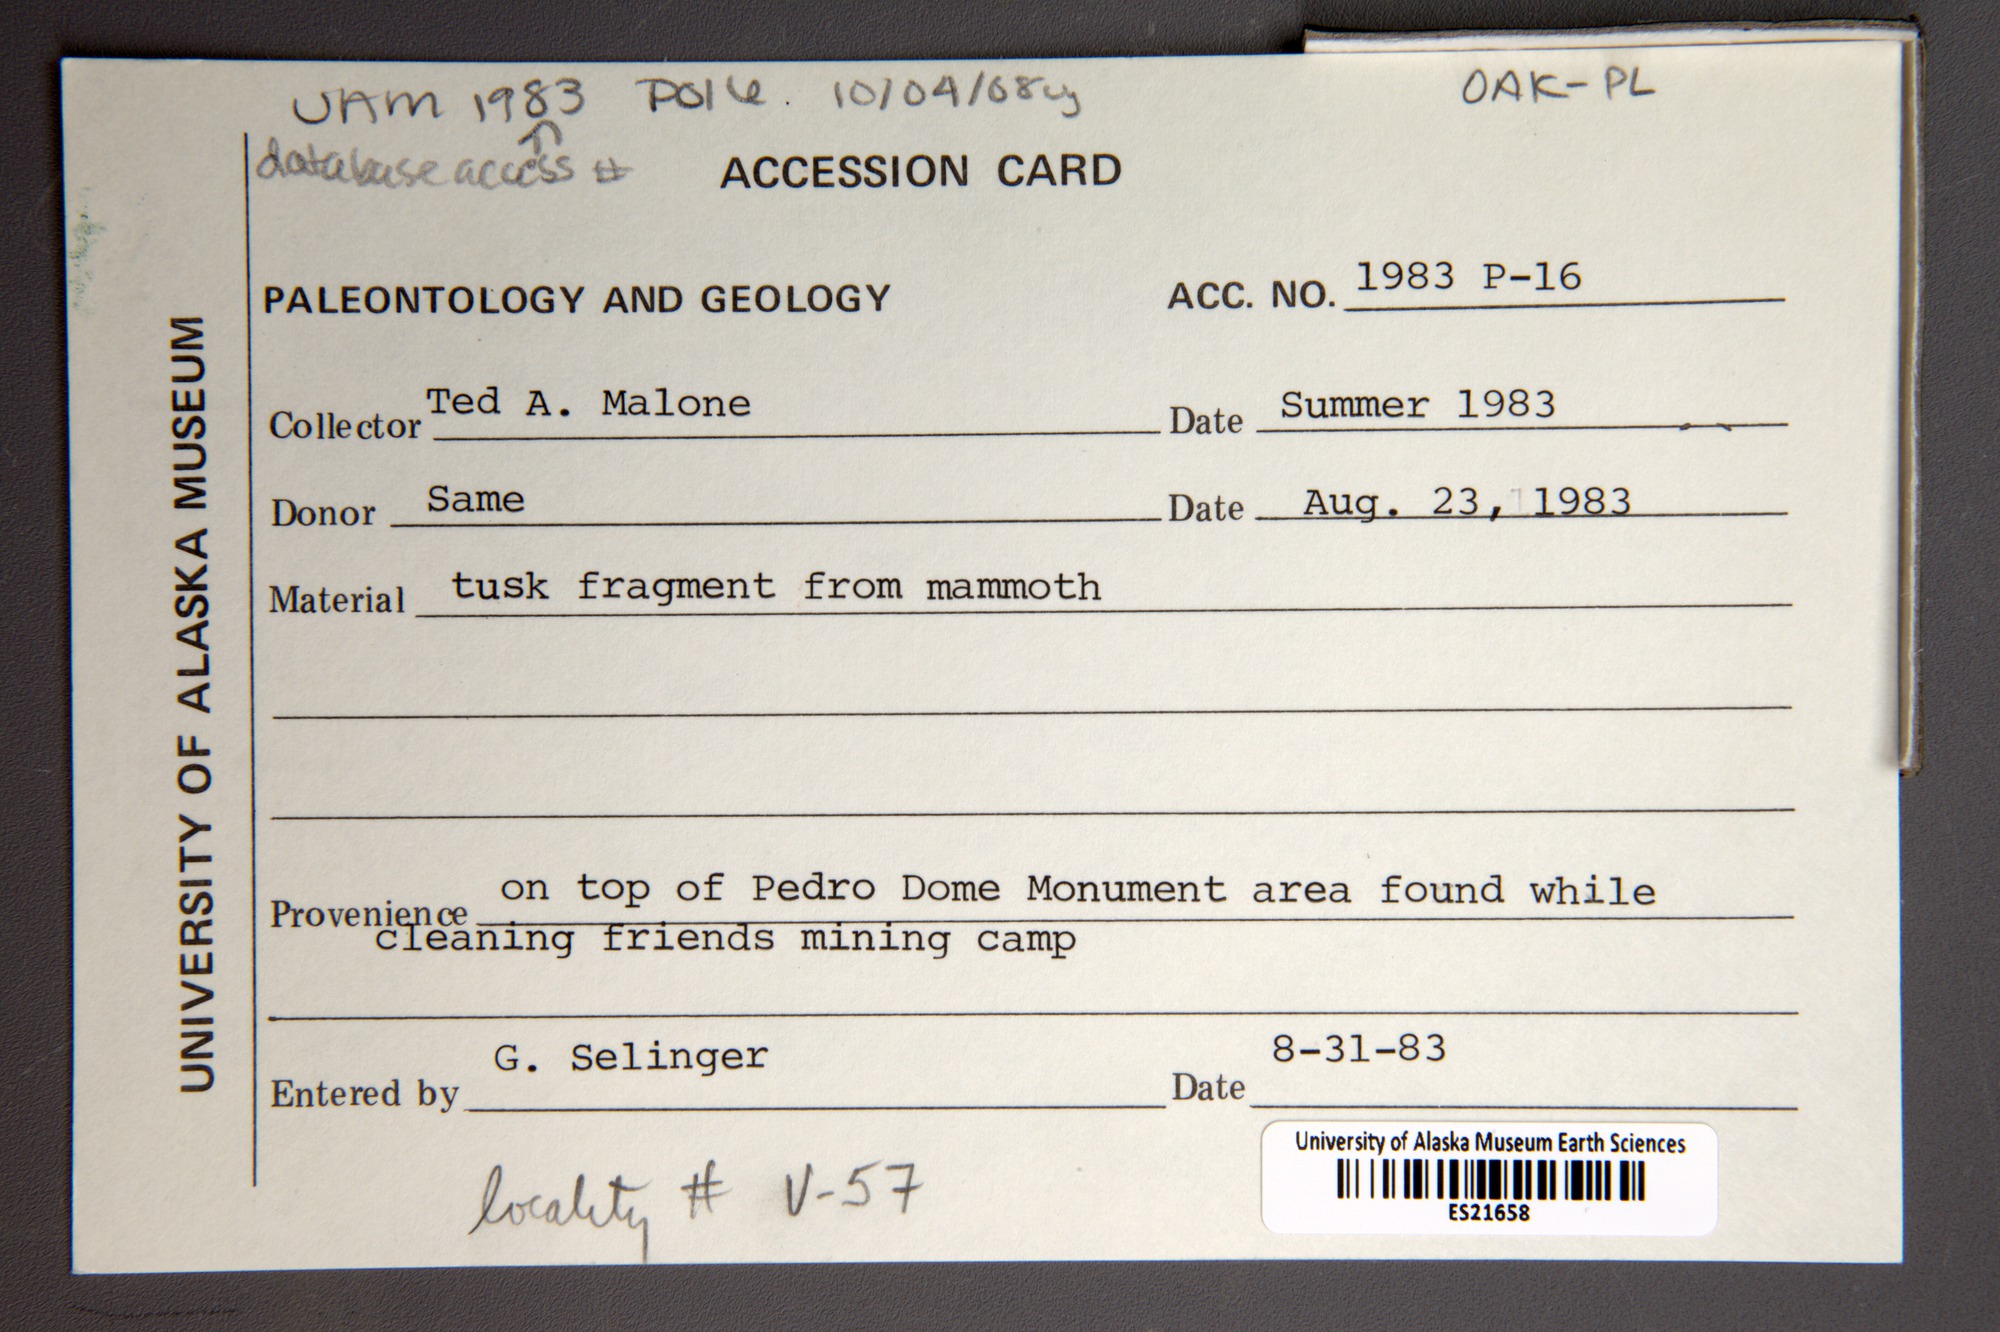 UAM 1983 P016. 10/04/08
OAK-PL
database access #
ACCESSION CARD
UNIVERSITY OF ALASKA MUSEUM
PALEONTOLOGY AND GEOLOGY
ACC. NO. 1983 P-16
Collector Ted A. Malone Date Summer 1983
Donor Same Date Aug. 23, 1983
Material tusk fragment from mammoth
Provenience on top of Pedro Dome Monument area found while
cleaning friends mining camp
Entered by G. Selinger Date 8-31-83
locality # V-57
University of Alaska Museum Earth Sciences
ES21658